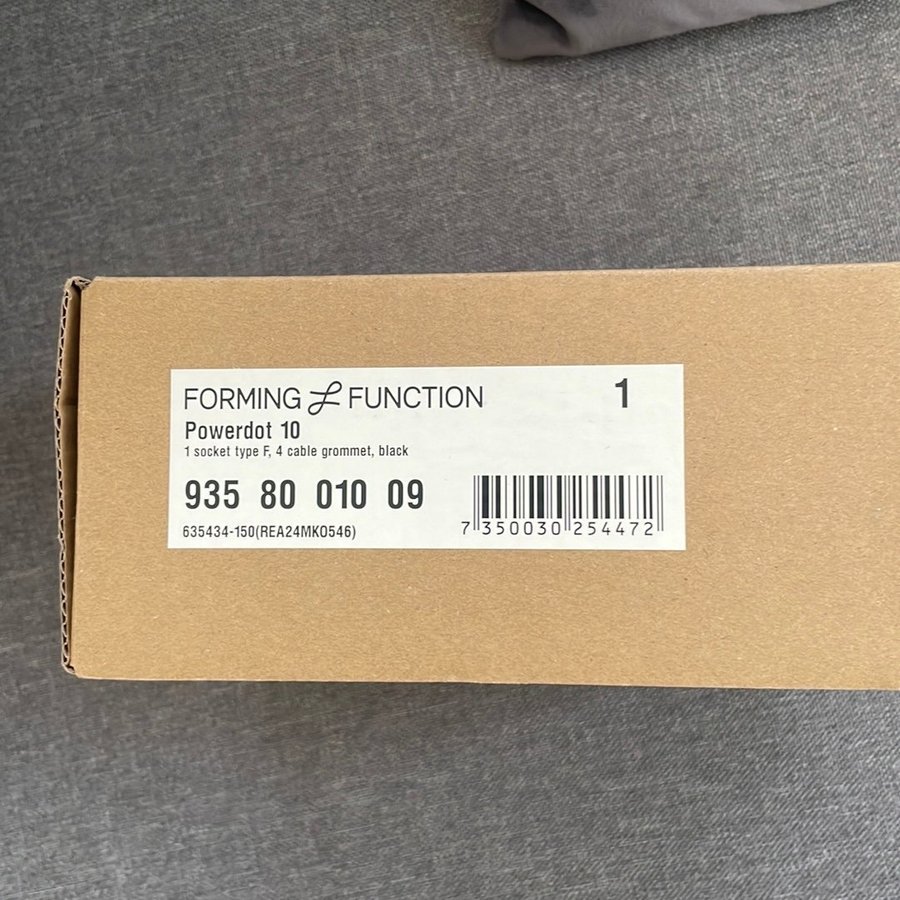 FORMING FUNCTION
1
Powerdot 10
1 socket type F, 4 cable grommet, black
935 80 010 09
635434-150(REA24MK0546)
7 350030 254472